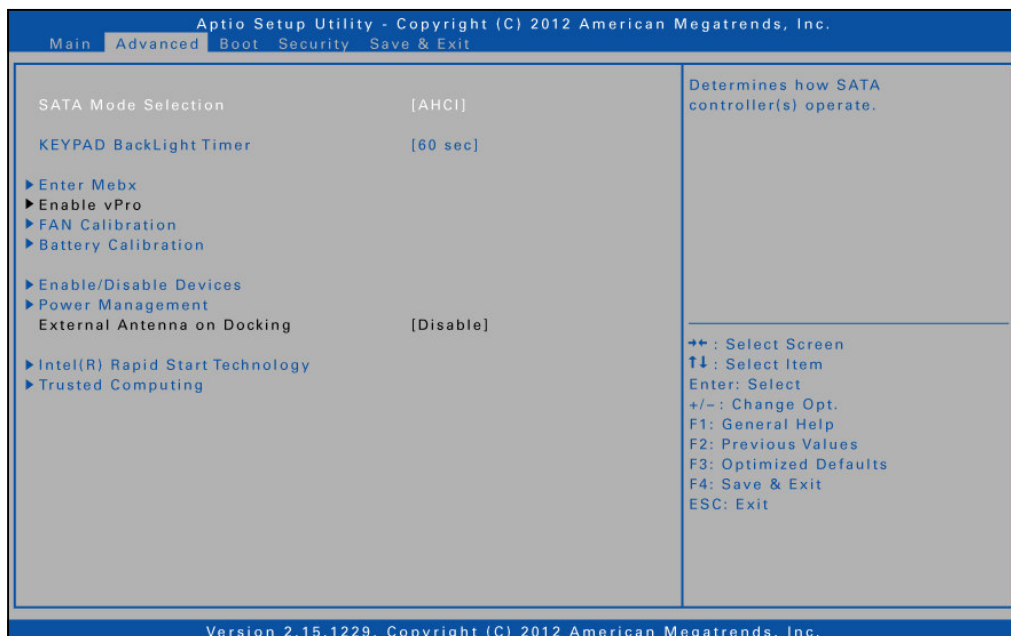 Aptio Setup Utility - Copyright (C) 2012 American Megatrends, Inc.
Main Advanced Boot Security Save & Exit
SATA Mode Selection [AHCI]
KEYPAD BackLight Timer [60 sec]
Enter Mebx
Enable vPro
FAN Calibration
Battery Calibration
Enable/Disable Devices
Power Management
External Antenna on Docking [Disable]
Intel(R) Rapid Start Technology
Trusted Computing
Determines how SATA
controller(s) operate.
→← : Select Screen
↑↓ : Select Item
Enter: Select
+/– : Change Opt.
F1: General Help
F2: Previous Values
F3: Optimized Defaults
F4: Save & Exit
ESC: Exit
Version 2.15.1229. Copyright (C) 2012 American Megatrends, Inc.